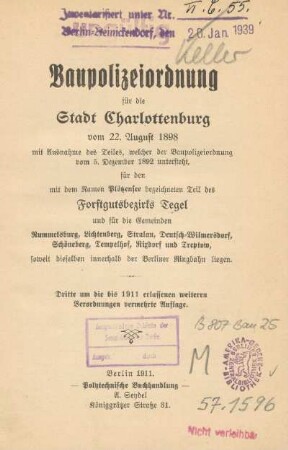 Inventarisiert unter Nr. II. C. 55.
Berlin-Reinickendorf, den 20. Jan 1939
Keller
Baupolizeiordnung
für die
Stadt Charlottenburg
vom 22. August 1898
mit Ausnahme des Teiles, welcher der Baupolizeiordnung
vom 5. Dezember 1892 untersteht,
für den
mit dem Namen Plötzensee bezeichneten Teil des
Forstgutsbezirks Tegel
und für die Gemeinden
Rummelsburg, Lichtenberg, Stralau, Deutsch-Wilmersdorf,
Schöneberg, Tempelhof, Rixdorf und Treptow,
soweit dieselben innerhalb der Berliner Ringbahn liegen.
Dritte um die bis 1911 erlassenen weiteren
Verordnungen vermehrte Auflage.
B 807 Bau 25
M
Berlin 1911.
Polytechnische Buchhandlung
A. Seydel
Königgrätzer Straße 31.
57. 1596
Nicht verleihbar